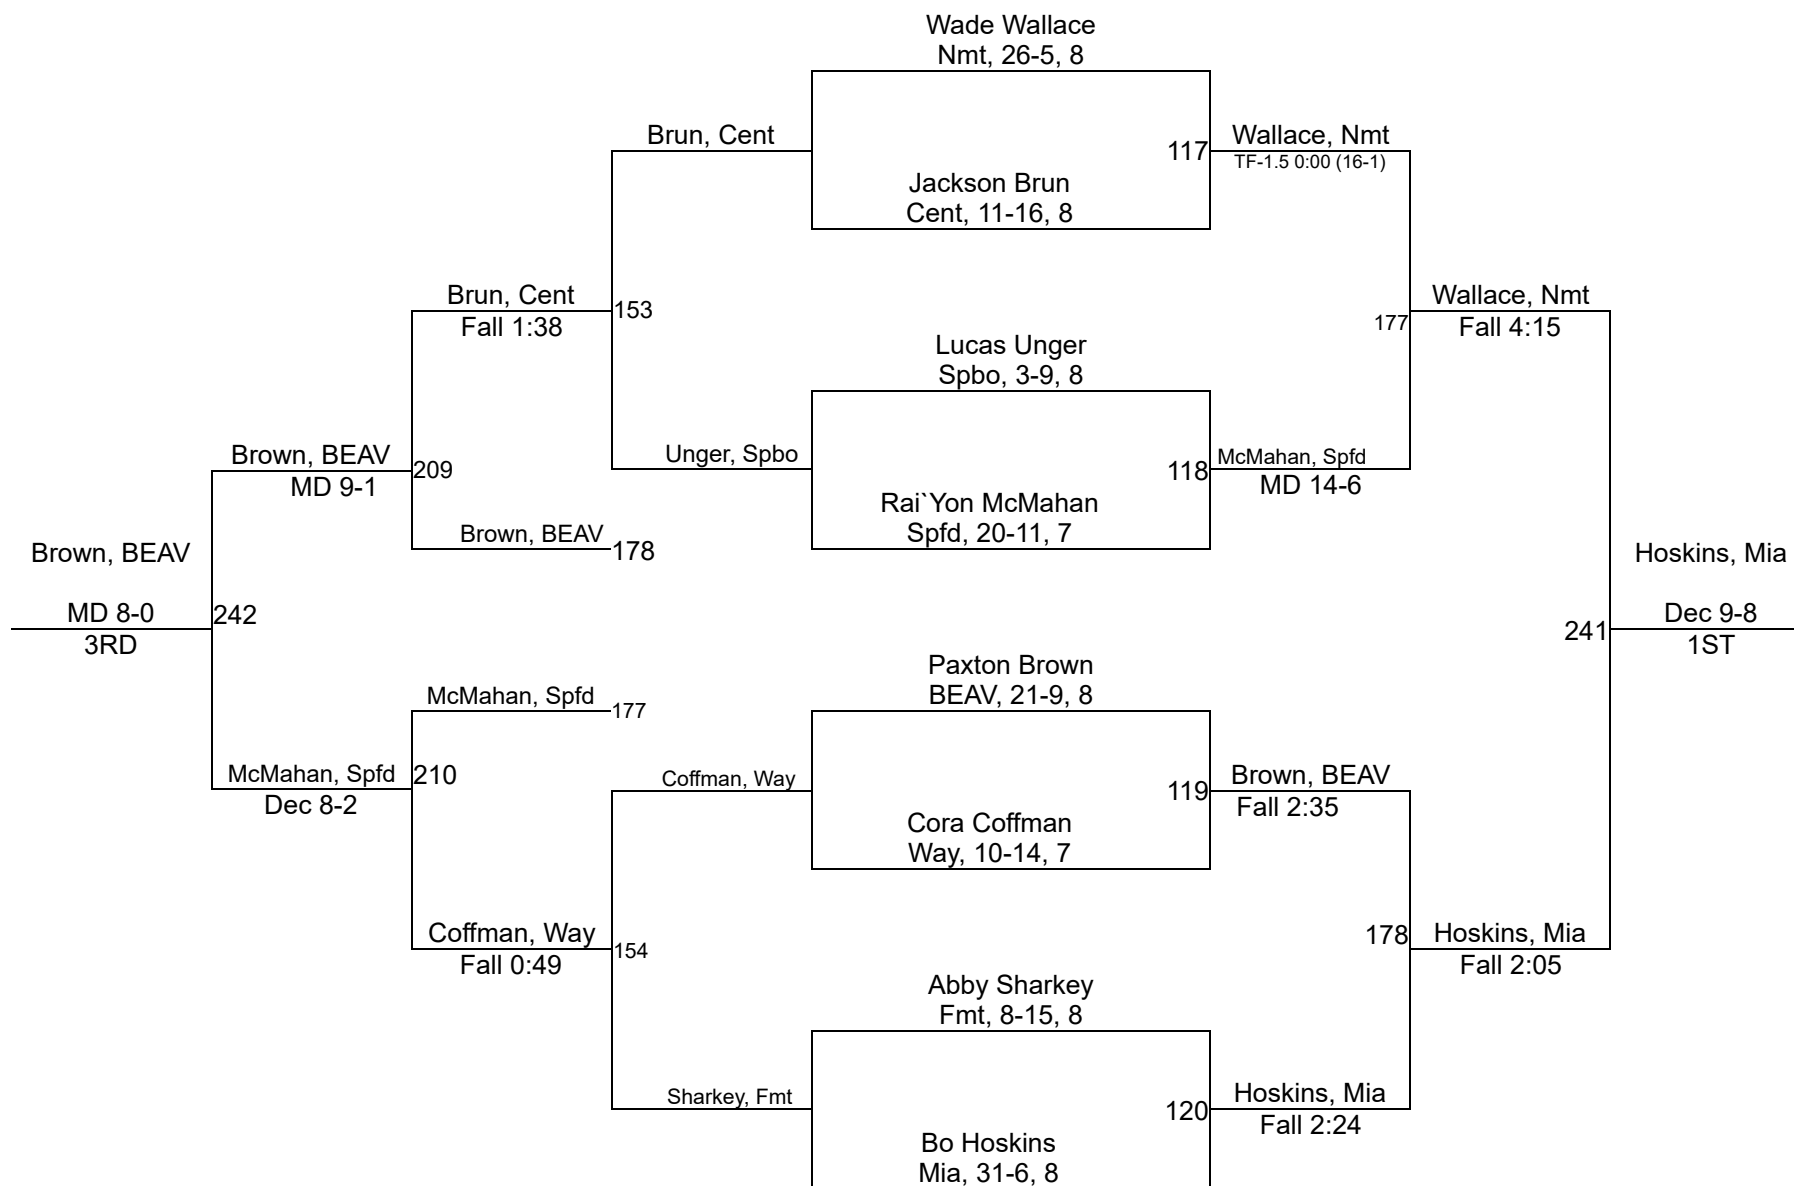 Wade Wallace
Nmt, 26-5, 8
Brun, Cent
117
Wallace, Nmt
TF-1.5 0:00 (16-1)
Jackson Brun
Cent, 11-16, 8
Brun, Cent
Fall 1:38
153
177
Wallace, Nmt
Fall 4:15
Lucas Unger
Spbo, 3-9, 8
Brown, BEAV
MD 9-1
209
Unger, Spbo
118
McMahan, Spfd
MD 14-6
Rai`Yon McMahan
Spfd, 20-11, 7
Brown, BEAV
178
Brown, BEAV
MD 8-0
3RD
242
Hoskins, Mia
241
Dec 9-8
1ST
Paxton Brown
BEAV, 21-9, 8
McMahan, Spfd
177
McMahan, Spfd
Dec 8-2
210
Coffman, Way
119
Brown, BEAV
Fall 2:35
Cora Coffman
Way, 10-14, 7
Coffman, Way
Fall 0:49
154
178
Hoskins, Mia
Fall 2:05
Abby Sharkey
Fmt, 8-15, 8
Sharkey, Fmt
120
Hoskins, Mia
Fall 2:24
Bo Hoskins
Mia, 31-6, 8